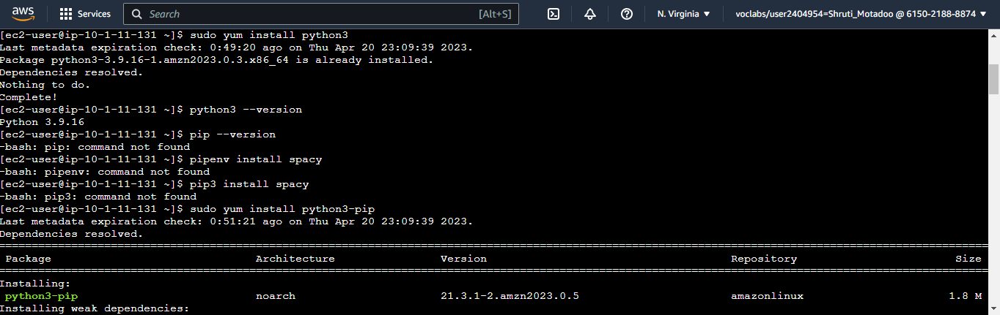 aws Services Search [Alt+S] N. Virginia voclabs/user2404954=Shruti_Motadoo @ 6150-2188-8874
[ec2-user@ip-10-1-11-131 ~]$ sudo yum install python3
Last metadata expiration check: 0:49:20 ago on Thu Apr 20 23:09:39 2023.
Package python3-3.9.16-1.amzn2023.0.3.x86_64 is already installed.
Dependencies resolved.
Nothing to do.
Complete!
[ec2-user@ip-10-1-11-131 ~]$ python3 --version
Python 3.9.16
[ec2-user@ip-10-1-11-131 ~]$ pip --version
-bash: pip: command not found
[ec2-user@ip-10-1-11-131 ~]$ pipenv install spacy
-bash: pipenv: command not found
[ec2-user@ip-10-1-11-131 ~]$ pip3 install spacy
-bash: pip3: command not found
[ec2-user@ip-10-1-11-131 ~]$ sudo yum install python3-pip
Last metadata expiration check: 0:51:21 ago on Thu Apr 20 23:09:39 2023.
Dependencies resolved.
Package Architecture Version Repository Size
Installing:
python3-pip noarch 21.3.1-2.amzn2023.0.5 amazonlinux 1.8 M
Installing weak dependencies: